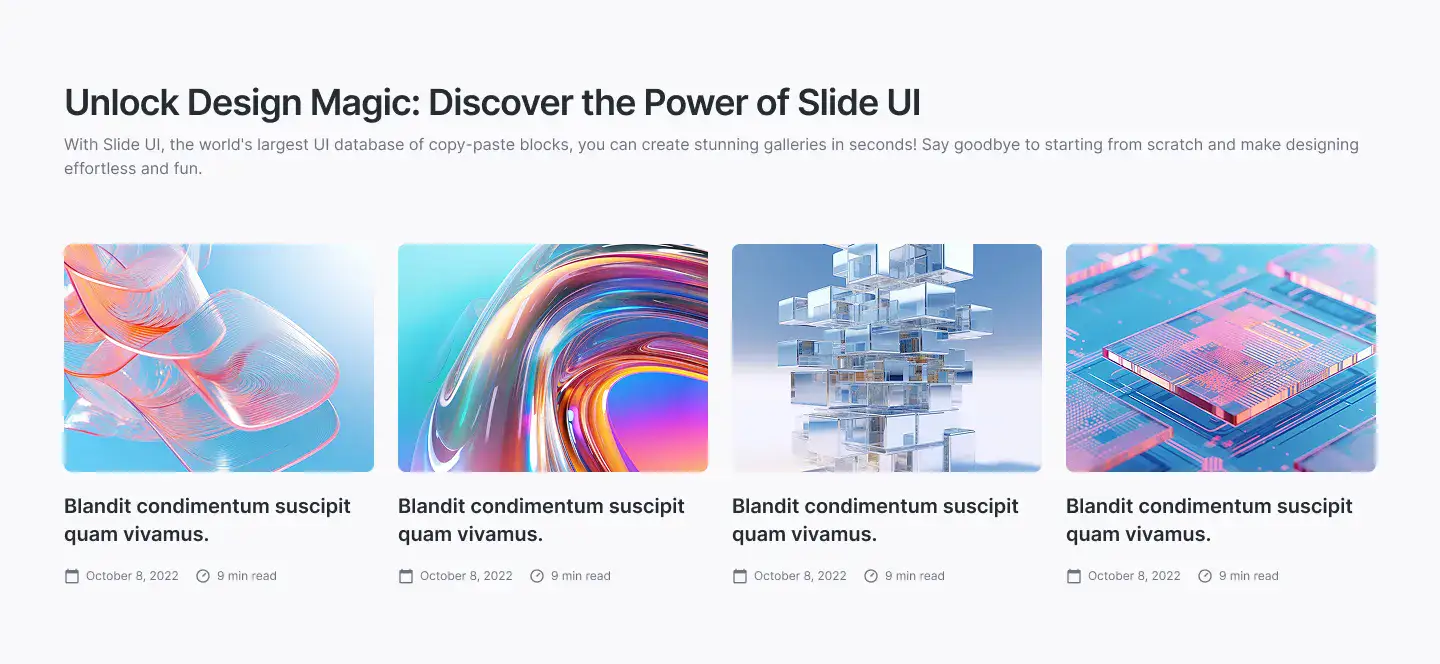 Unlock Design Magic: Discover the Power of Slide UI
With Slide UI, the world's largest UI database of copy-paste blocks, you can create stunning galleries in seconds! Say goodbye to starting from scratch and make designing
effortless and fun.
Blandit condimentum suscipit
quam vivamus.
October 8, 2022 9 min read
Blandit condimentum suscipit
quam vivamus.
October 8, 2022 9 min read
Blandit condimentum suscipit
quam vivamus.
October 8, 2022 9 min read
Blandit condimentum suscipit
quam vivamus.
October 8, 2022 9 min read